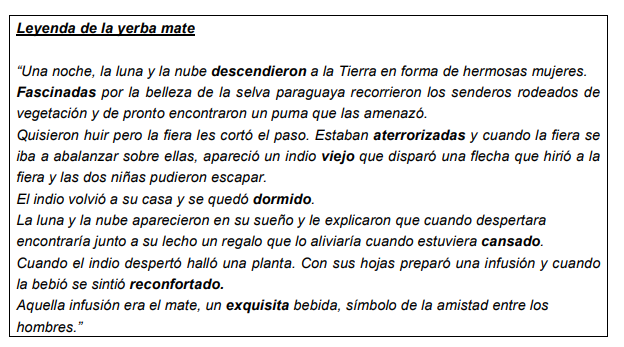 Leyenda de la yerba mate
“Una noche, la luna y la nube descendieron a la Tierra en forma de hermosas mujeres.
Fascinadas por la belleza de la selva paraguaya recorrieron los senderos rodeados de
vegetación y de pronto encontraron un puma que las amenazó.
Quisieron huir pero la fiera les cortó el paso. Estaban aterrorizadas y cuando la fiera se
iba a abalanzar sobre ellas, apareció un indio viejo que disparó una flecha que hirió a la
fiera y las dos niñas pudieron escapar.
El indio volvió a su casa y se quedó dormido.
La luna y la nube aparecieron en su sueño y le explicaron que cuando despertara
encontraría junto a su lecho un regalo que lo aliviaría cuando estuviera cansado.
Cuando el indio despertó halló una planta. Con sus hojas preparó una infusión y cuando
la bebió se sintió reconfortado.
Aquella infusión era el mate, un exquisita bebida, símbolo de la amistad entre los
hombres.”